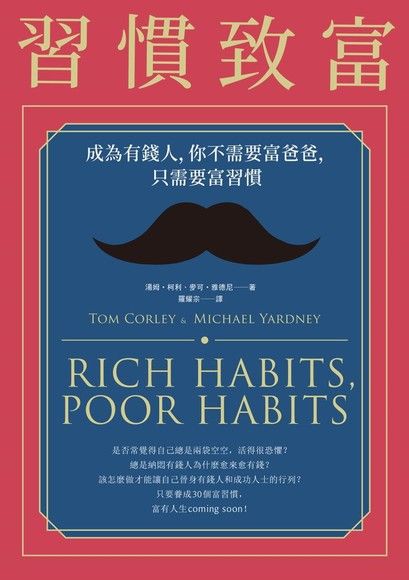 習慣致富
成為有錢人，你不需要富爸爸，
只需要富習慣
湯姆・柯利、麥可・雅德尼——著
羅耀宗——譯
TOM CORLEY & MICHAEL YARDNEY
RICH HABITS,
POOR HABITS
是否常覺得自己總是兩袋空空，活得很恐懼？
總是納悶有錢人為什麼愈來愈有錢？
該怎麼做才能讓自己晉身有錢人和成功人士的行列？
只要養成30個富習慣，
富有人生coming soon！